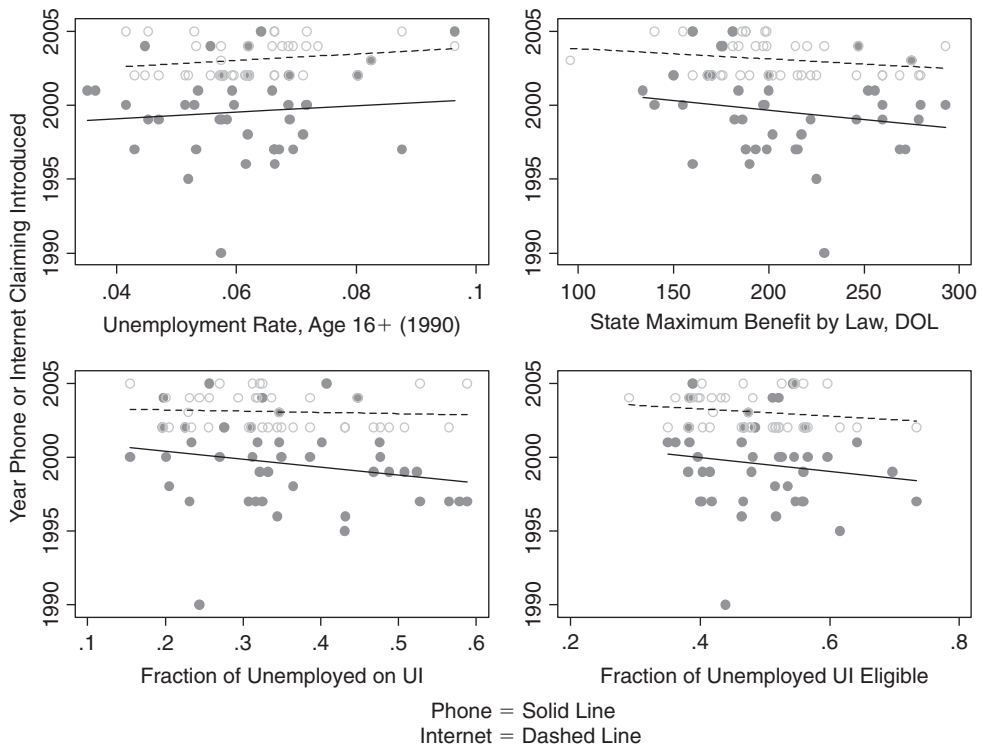 Year Phone or Internet Claiming Introduced
2005
2000
1995
1990
.04 .06 .08 .1
Unemployment Rate, Age 16+ (1990)
2005
2000
1995
1990
100 150 200 250 300
State Maximum Benefit by Law, DOL
2005
2000
1995
1990
.1 .2 .3 .4 .5 .6
Fraction of Unemployed on UI
2005
2000
1995
1990
.2 .4 .6 .8
Fraction of Unemployed UI Eligible
Phone = Solid Line
Internet = Dashed Line